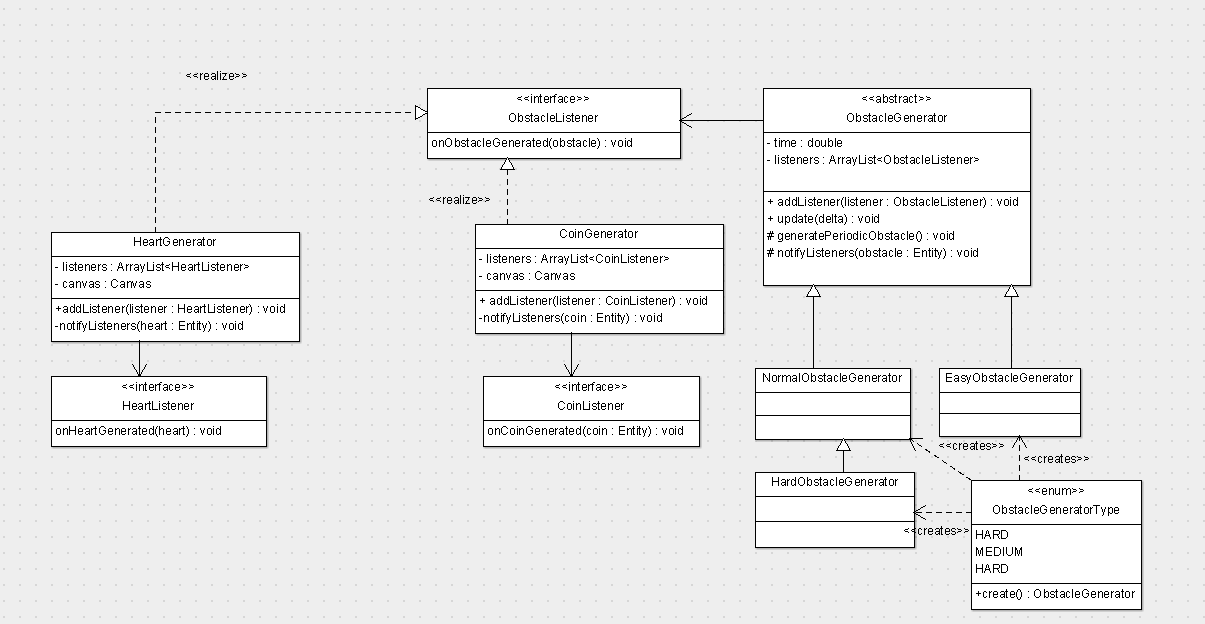 <<realize>>
<<interface>>
ObstacleListener
onObstacleGenerated(obstacle) : void
<<abstract>>
ObstacleGenerator
- time : double
- listeners : ArrayList<ObstacleListener>
+ addListener(listener : ObstacleListener) : void
+ update(delta) : void
# generatePeriodicObstacle() : void
# notifyListeners(obstacle : Entity) : void
<<realize>>
HeartGenerator
- listeners : ArrayList<HeartListener>
- canvas : Canvas
+addListener(listener : HeartListener) : void
-notifyListeners(heart : Entity) : void
CoinGenerator
- listeners : ArrayList<CoinListener>
- canvas : Canvas
+ addListener(listener : CoinListener) : void
-notifyListeners(coin : Entity) : void
<<interface>>
HeartListener
onHeartGenerated(heart) : void
<<interface>>
CoinListener
onCoinGenerated(coin : Entity) : void
NormalObstacleGenerator
EasyObstacleGenerator
<<creates>>
<<creates>>
HardObstacleGenerator
<<creates>>
<<enum>>
ObstacleGeneratorType
HARD
MEDIUM
HARD
+create() : ObstacleGenerator